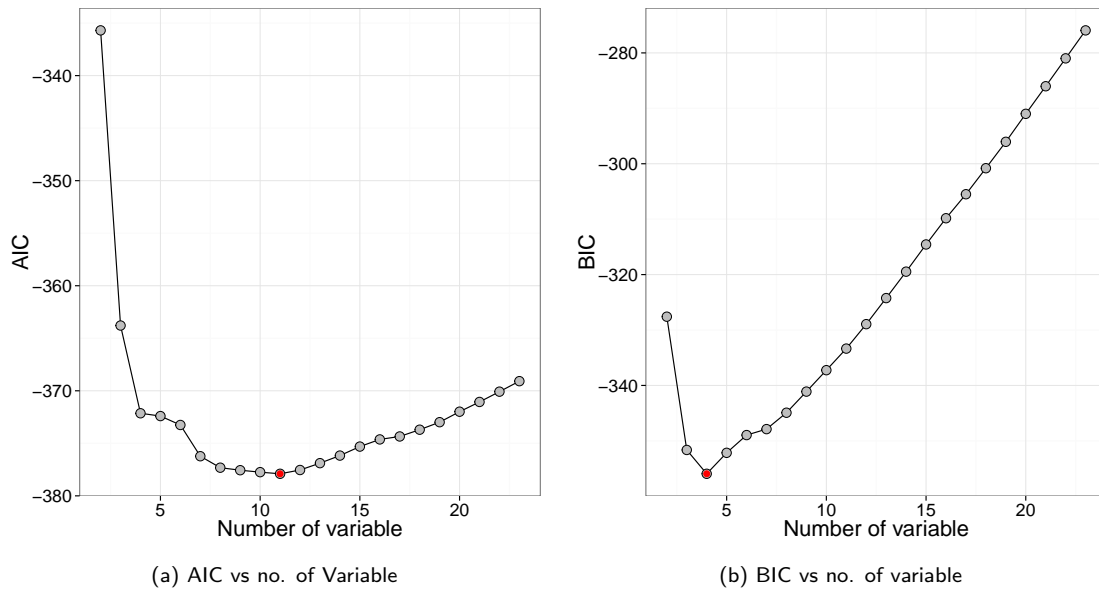 −340
−350
−360
−370
−380
AIC
5 10 15 20
Number of variable
(a) AIC vs no. of Variable
−280
−300
−320
−340
BIC
5 10 15 20
Number of variable
(b) BIC vs no. of variable